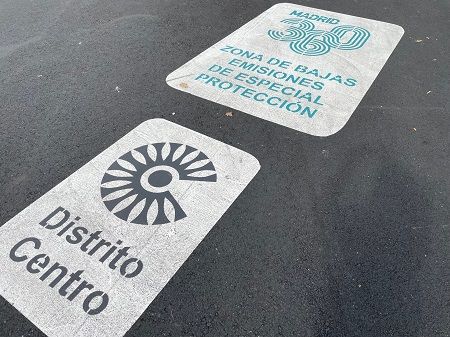 MADRID
360
ZONA DE BAJAS
EMISIONES
DE ESPECIAL
PROTECCIÓN
Distrito
Centro